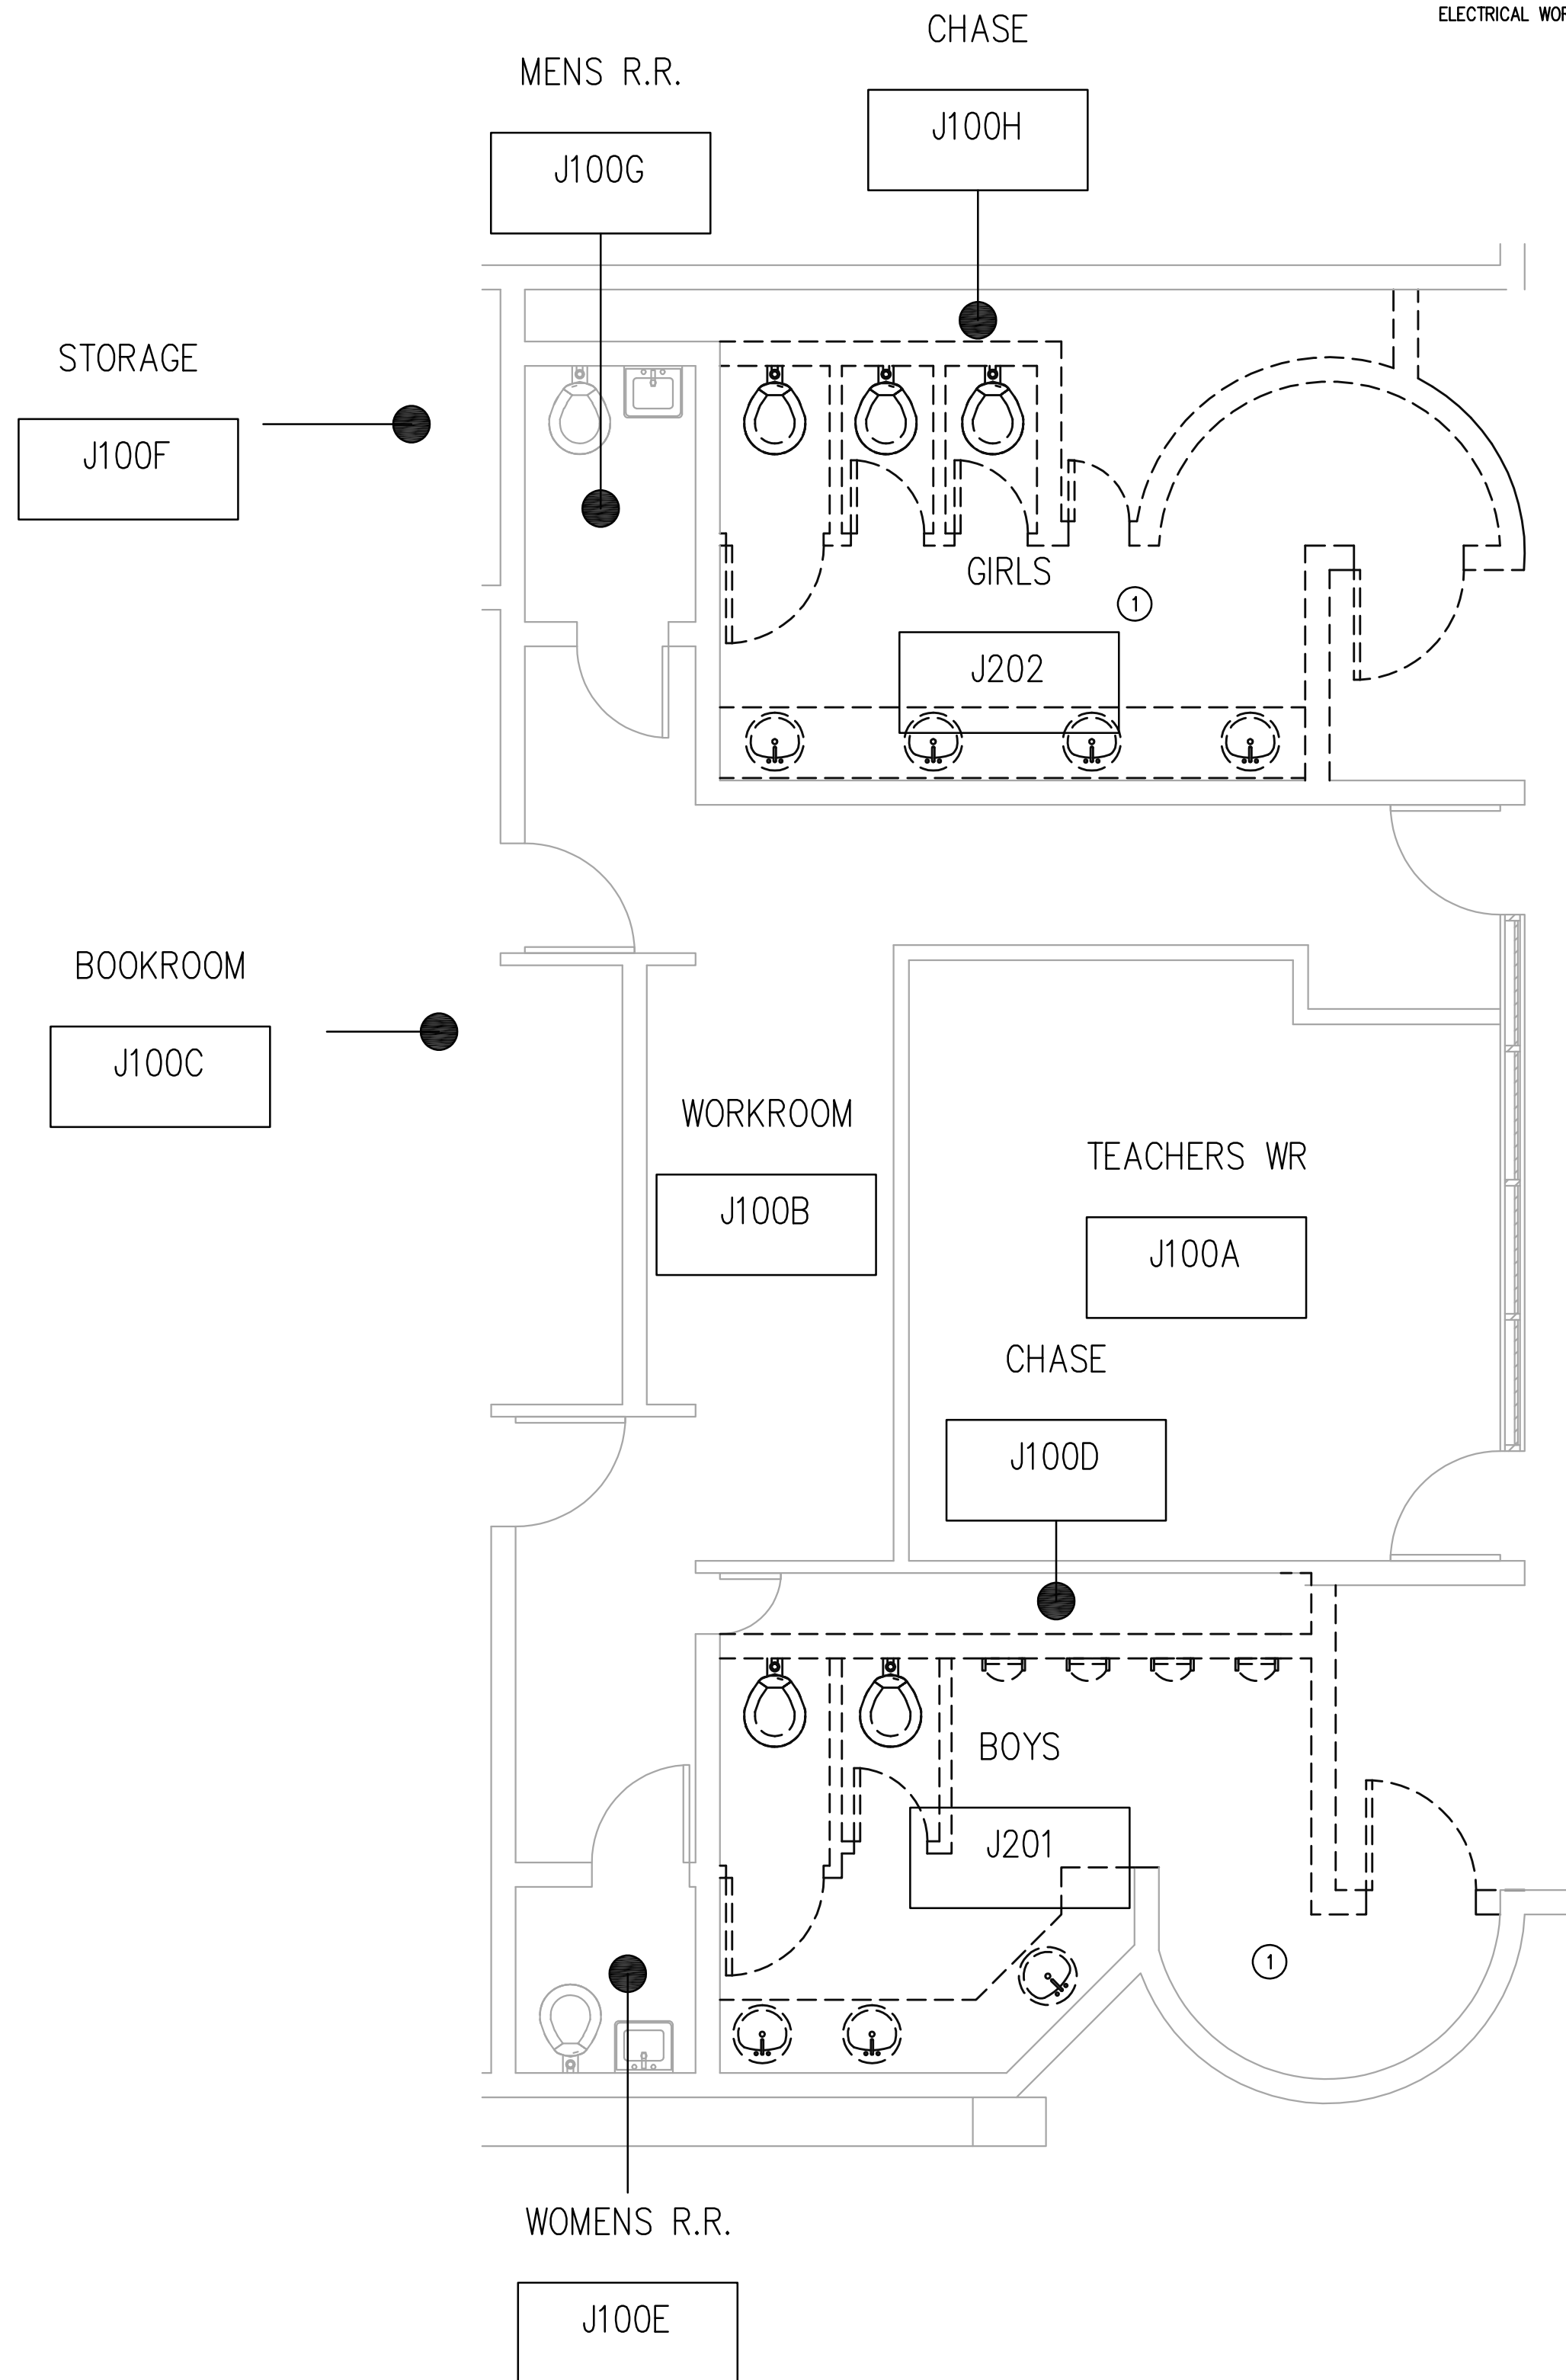 ELECTRICAL
CHASE
J100H
MENS R.R.
J100G
STORAGE
J100F
GIRLS
1
J202
BOOKROOM
J100C
WORKROOM
J100B
TEACHERS WR
J100A
CHASE
J100D
BOYS
J201
1
WOMENS R.R.
J100E